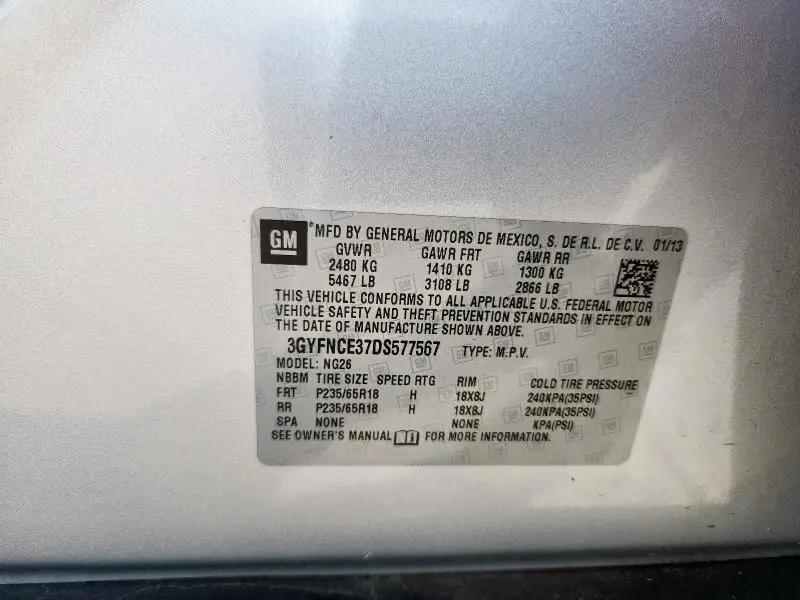 GM
*MFD BY GENERAL MOTORS DE MEXICO, S. DE R.L. DE C.V. 01/13
GVWR GAWR FRT GAWR RR
2480 KG 1410 KG 1300 KG
5467 LB 3108 LB 2866 LB
THIS VEHICLE CONFORMS TO ALL APPLICABLE U.S. FEDERAL MOTOR
VEHICLE SAFETY AND THEFT PREVENTION STANDARDS IN EFFECT ON
THE DATE OF MANUFACTURE SHOWN ABOVE.
3GYFNCE37DS577567 TYPE: M.P.V.
MODEL: NG26
NBBM TIRE SIZE SPEED RTG RIM COLD TIRE PRESSURE
FRT P235/65R18 H 18X8J 240KPA(35PSI)
RR P235/65R18 H 18X8J 240KPA(35PSI)
SPA NONE NONE KPA(PSI)
SEE OWNER'S MANUAL FOR MORE INFORMATION.